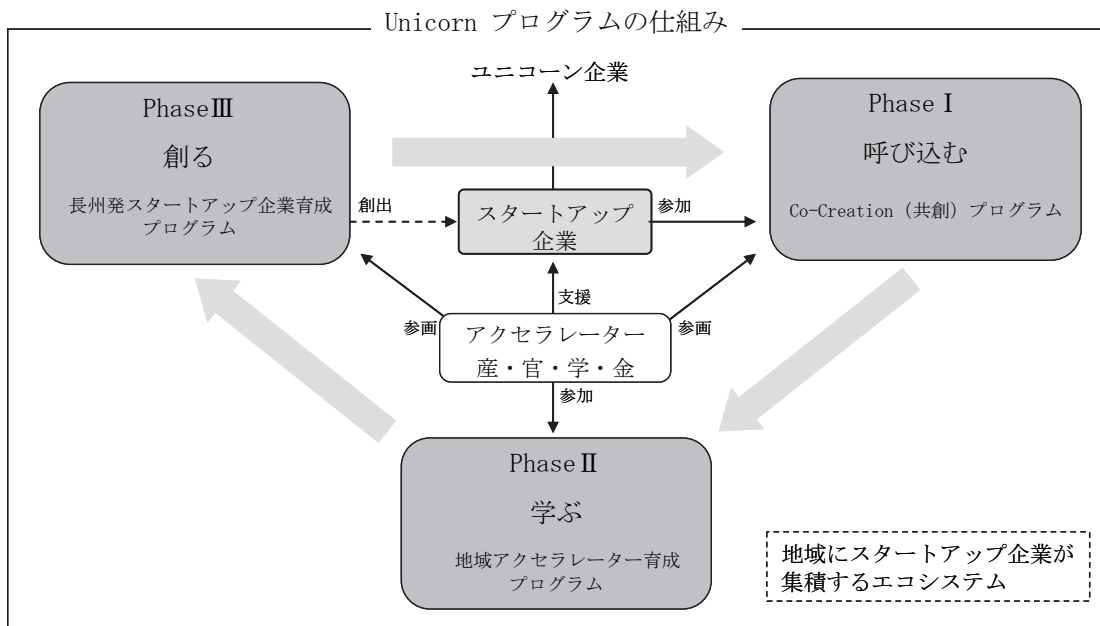 Unicorn プログラムの仕組み
ユニコーン企業
PhaseⅢ
創る
長州発スタートアップ企業育成
プログラム
創出
スタートアップ
企業
参加
PhaseⅠ
呼び込む
Co-Creation（共創）プログラム
支援
参画
アクセラレーター
産・官・学・金
参画
参加
PhaseⅡ
学ぶ
地域アクセラレーター育成
プログラム
地域にスタートアップ企業が
集積するエコシステム